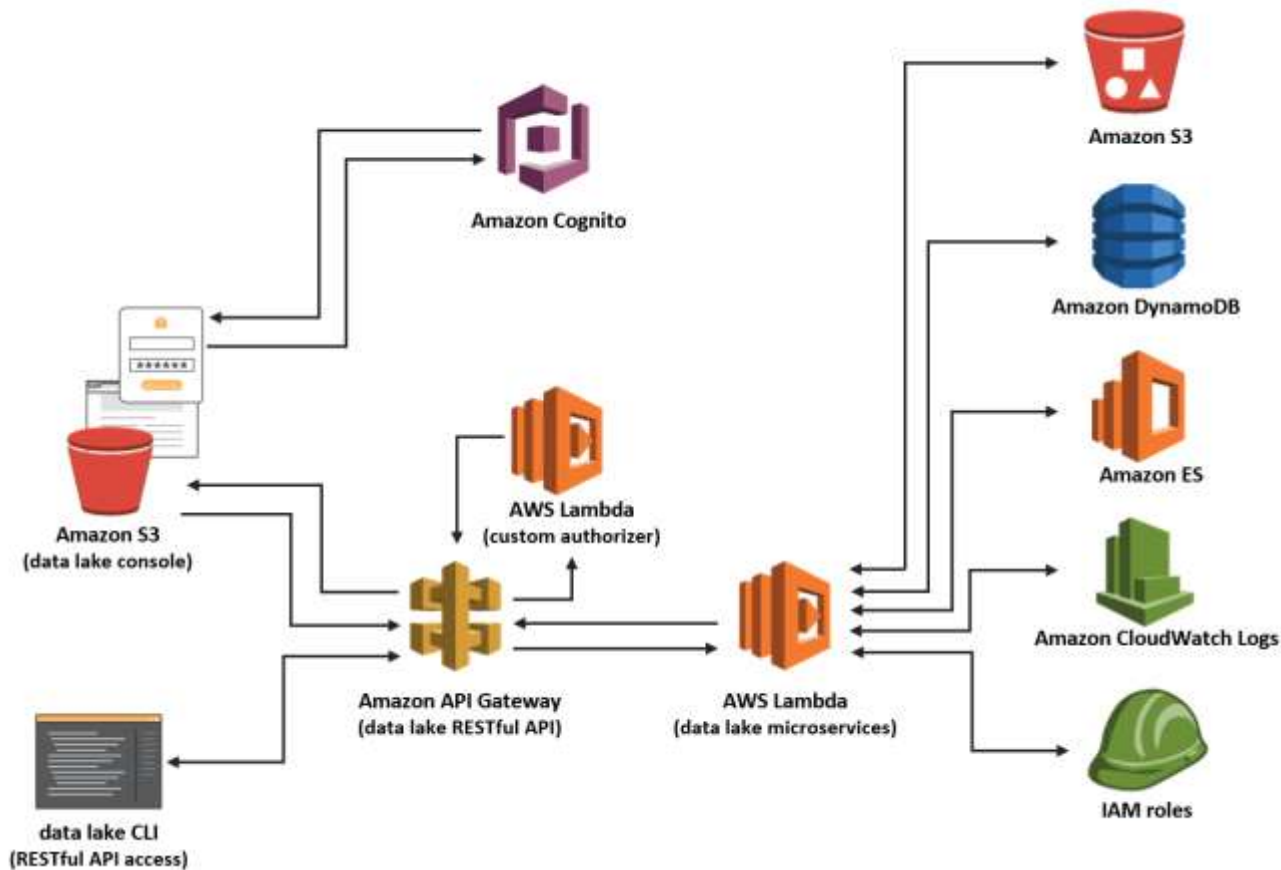 Amazon S3
Amazon Cognito
Amazon DynamoDB
******
Amazon ES
AWS Lambda
(custom authorizer)
Amazon S3
(data lake console)
Amazon CloudWatch Logs
Amazon API Gateway
(data lake RESTful API)
AWS Lambda
(data lake microservices)
IAM roles
data lake CLI
(RESTful API access)